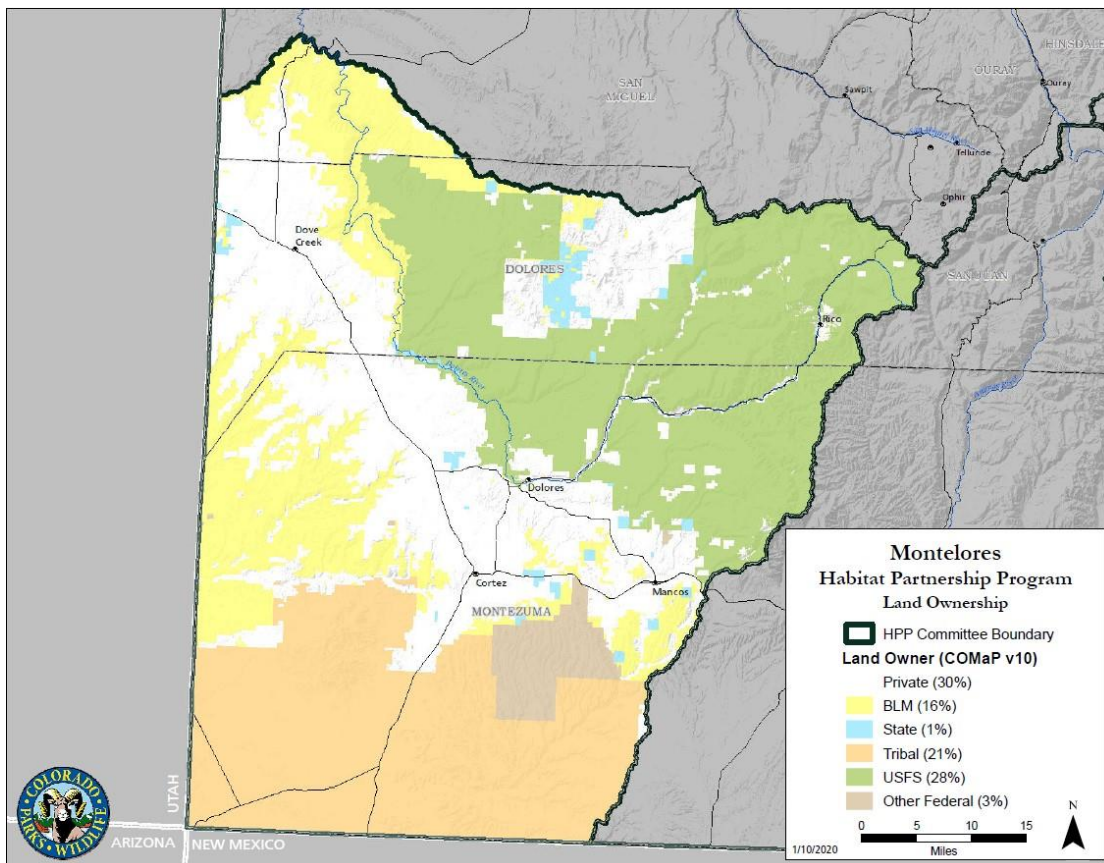 HINSDALE
OURAY
Ouray
SAN
MIGUEL
Sawpit
Telluride
Ophir
SAN JUAN
Dove
Creek
DOLORES
Rico
Dolores
Cortez
Mancos
MONTEZUMA
UTAH
ARIZONA
NEW MEXICO
COLORADO
PARKS • WILDLIFE
Montelores
Habitat Partnership Program
Land Ownership
HPP Committee Boundary
Land Owner (COMaP v10)
Private (30%)
BLM (16%)
State (1%)
Tribal (21%)
USFS (28%)
Other Federal (3%)
N
0 5 10 15
Miles
1/10/2020